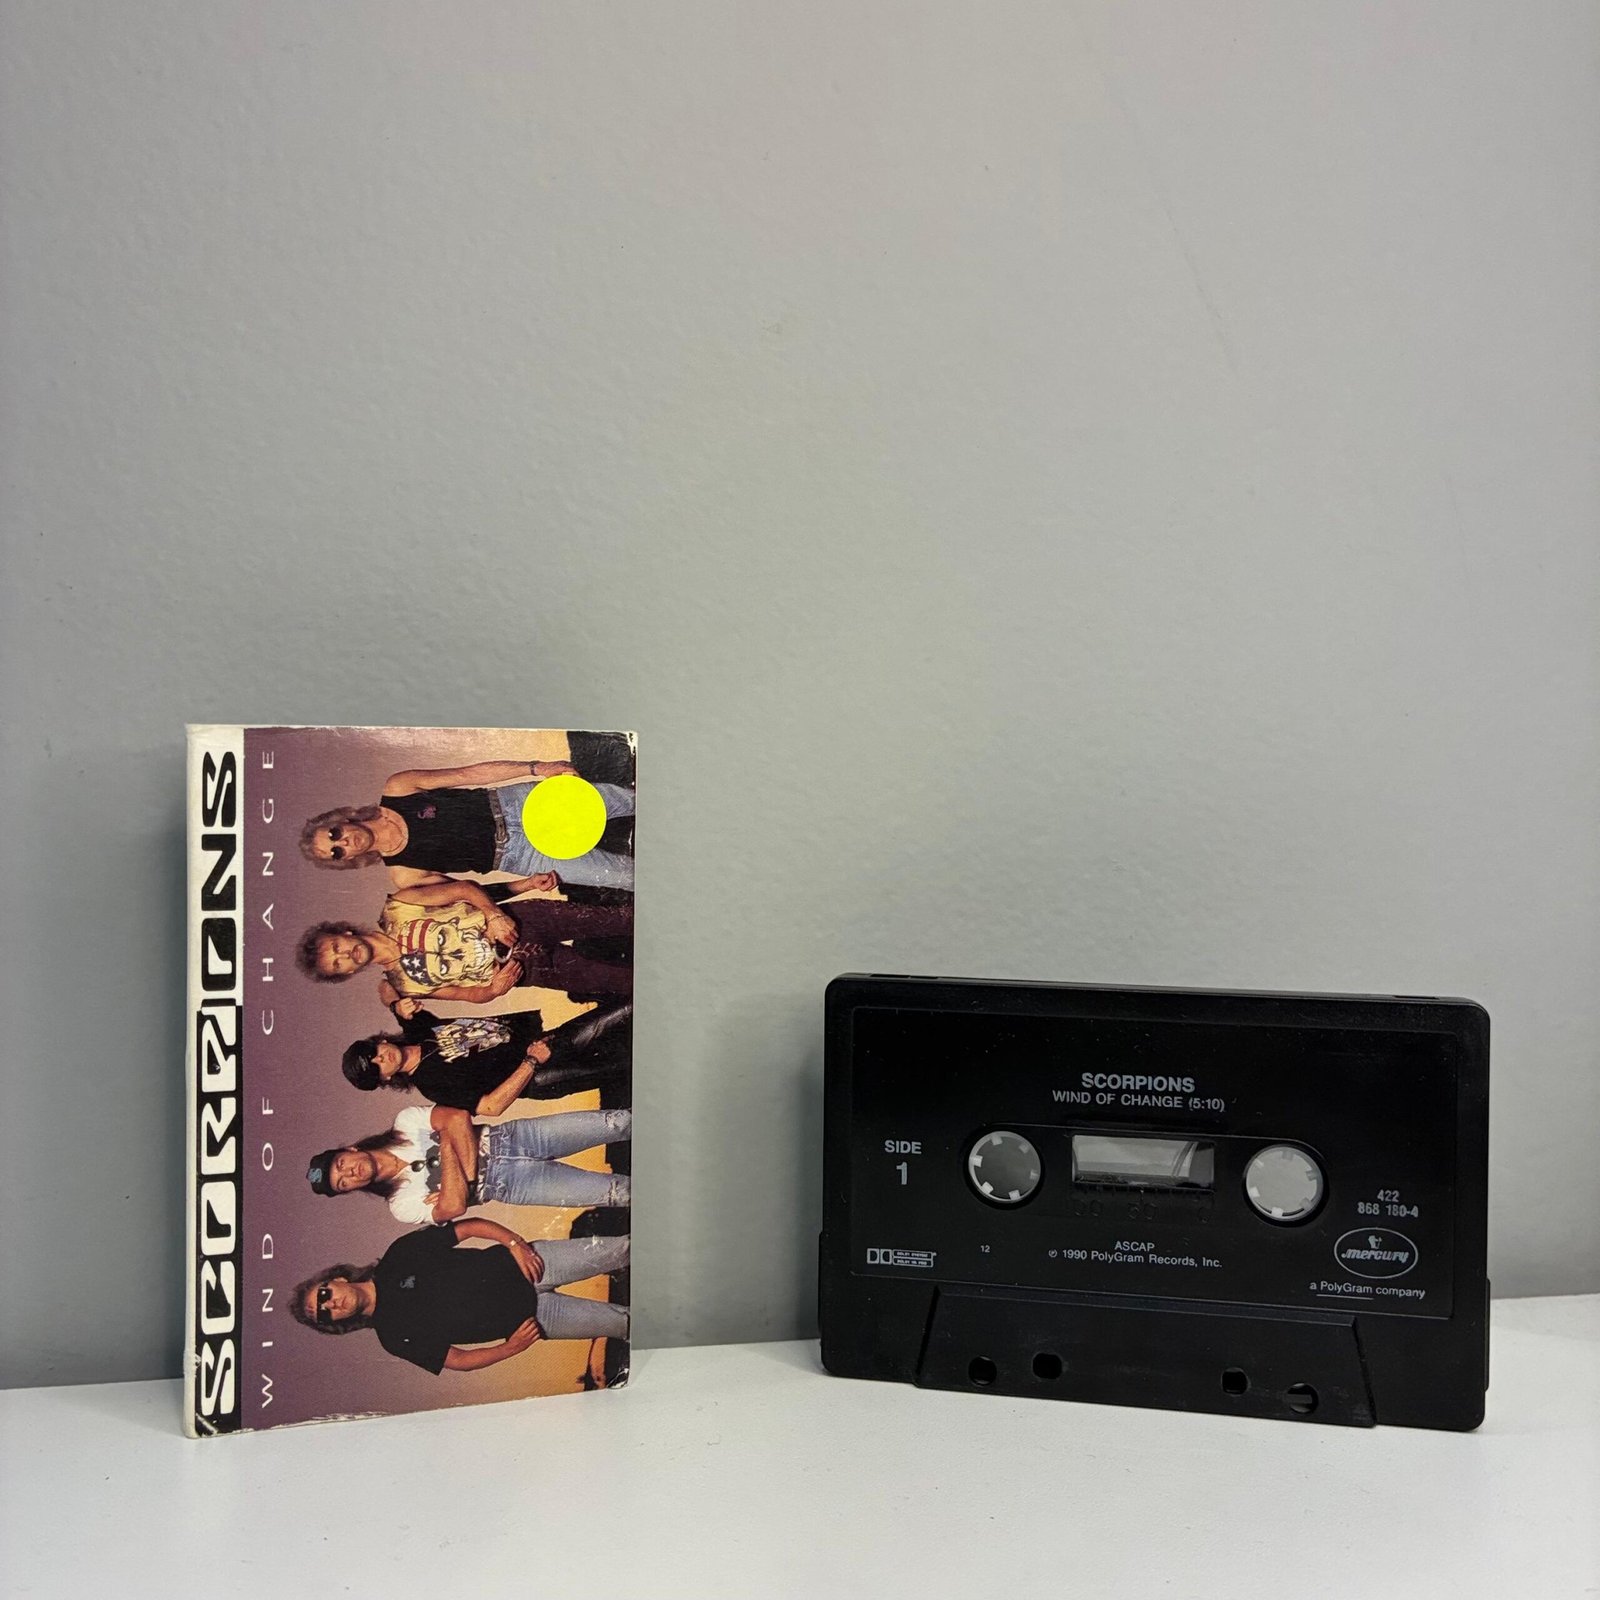 SCORPIONS
WIND OF CHANGE
SCORPIONS
WIND OF CHANGE (5:10)
SIDE
1
422
868 180-4
12
ASCAP
℗ 1990 PolyGram Records, Inc.
mercury
a PolyGram company